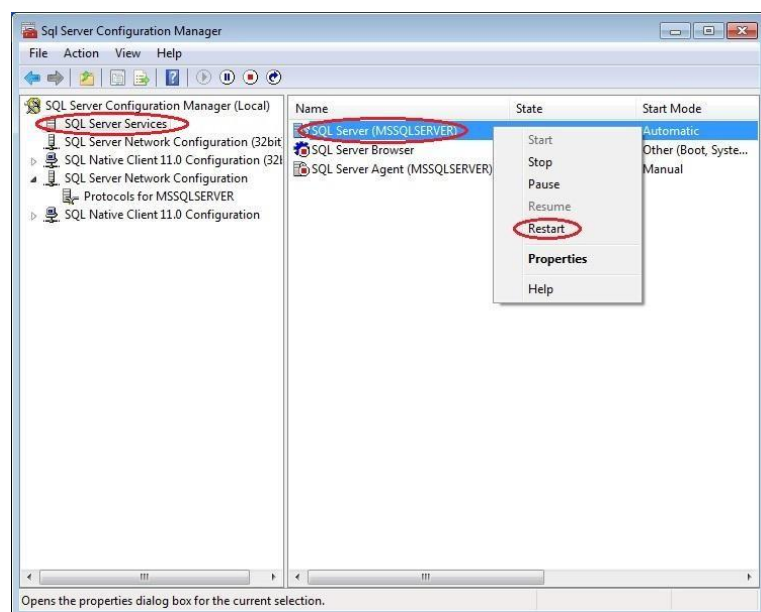 Sql Server Configuration Manager
File Action View Help
SQL Server Configuration Manager (Local)
SQL Server Services
SQL Server Network Configuration (32bit
SQL Native Client 11.0 Configuration (32
SQL Server Network Configuration
Protocols for MSSQLSERVER
SQL Native Client 11.0 Configuration
Name State Start Mode
SQL Server (MSSQLSERVER) Automatic
SQL Server Browser Other (Boot, Syste...
SQL Server Agent (MSSQLSERVER) Manual
Start
Stop
Pause
Resume
Restart
Properties
Help
Opens the properties dialog box for the current selection.